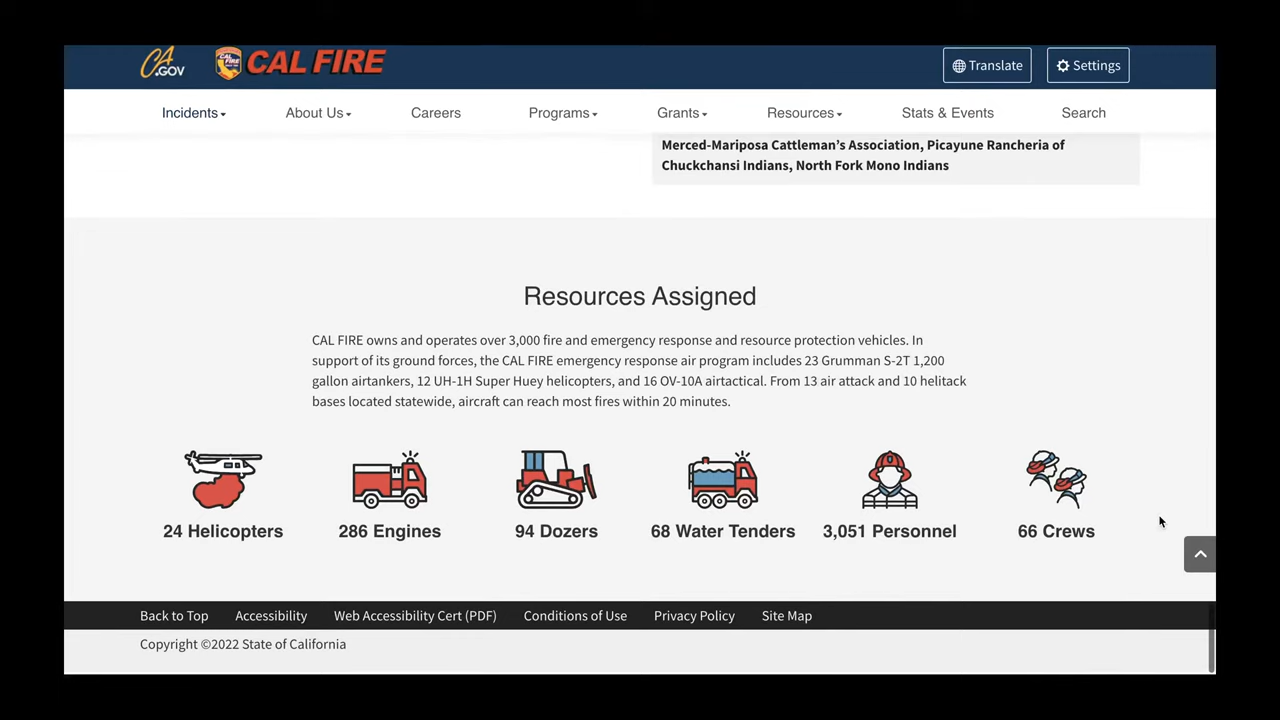 CA.GOV CAL FIRE CAL FIRE Translate Settings
Incidents About Us Careers Programs Grants Resources Stats & Events Search
Merced-Mariposa Cattleman’s Association, Picayune Rancheria of
Chuckchansi Indians, North Fork Mono Indians
Resources Assigned
CAL FIRE owns and operates over 3,000 fire and emergency response and resource protection vehicles. In
support of its ground forces, the CAL FIRE emergency response air program includes 23 Grumman S-2T 1,200
gallon airtankers, 12 UH-1H Super Huey helicopters, and 16 OV-10A airtactical. From 13 air attack and 10 helitack
bases located statewide, aircraft can reach most fires within 20 minutes.
24 Helicopters 286 Engines 94 Dozers 68 Water Tenders 3,051 Personnel 66 Crews
Back to Top Accessibility Web Accessibility Cert (PDF) Conditions of Use Privacy Policy Site Map
Copyright ©2022 State of California